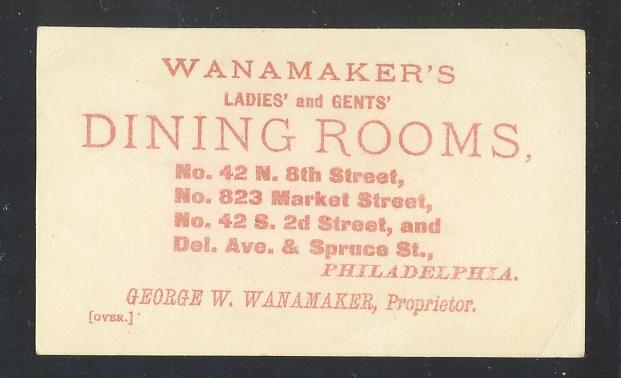 WANAMAKER'S
LADIES' and GENTS'
DINING ROOMS,
No. 42 N. 8th Street,
No. 823 Market Street,
No. 42 S. 2d Street, and
Del. Ave. & Spruce St.,
PHILADELPHIA.
GEORGE W. WANAMAKER, Proprietor.
[OVER.]